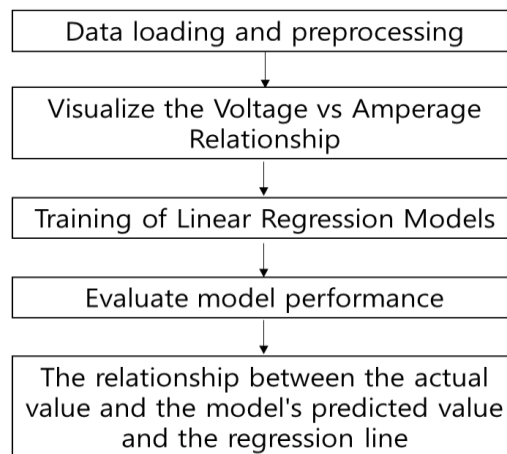 Data loading and preprocessing
Visualize the Voltage vs Amperage
Relationship
Training of Linear Regression Models
Evaluate model performance
The relationship between the actual
value and the model's predicted value
and the regression line